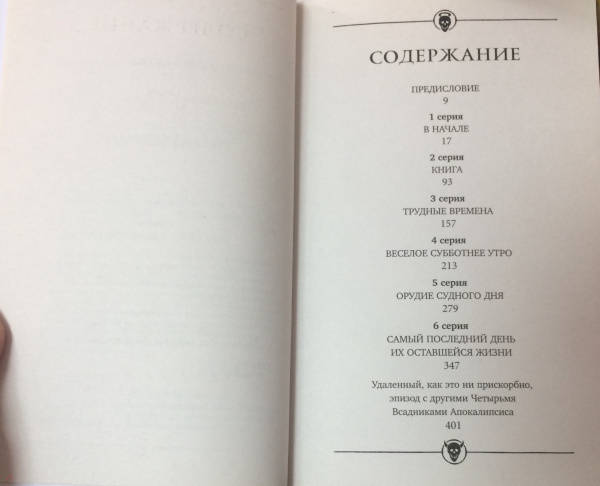 СОДЕРЖАНИЕ
ПРЕДИСЛОВИЕ
9
1 серия
В НАЧАЛЕ
17
2 серия
КНИГА
93
3 серия
ТРУДНЫЕ ВРЕМЕНА
157
4 серия
ВЕСЕЛОЕ СУББОТНЕЕ УТРО
213
5 серия
ОРУДИЕ СУДНОГО ДНЯ
279
6 серия
САМЫЙ ПОСЛЕДНИЙ ДЕНЬ
ИХ ОСТАВШЕЙСЯ ЖИЗНИ
347
Удаленный, как это ни прискорбно,
эпизод с другими Четырьмя
Всадниками Апокалипсиса
401